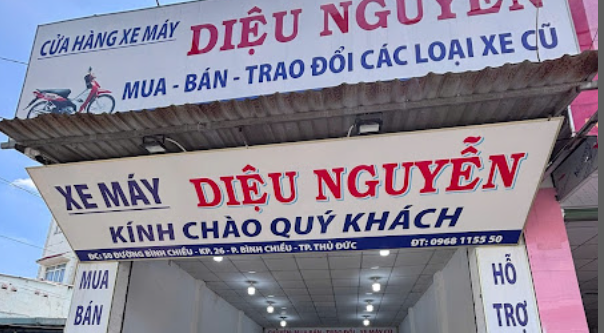 CỬA HÀNG XE MÁY DIỆU NGUYỄN
MUA - BÁN - TRAO ĐỔI CÁC LOẠI XE CŨ
XE MÁY DIỆU NGUYỄN
KÍNH CHÀO QUÝ KHÁCH
ĐC: 50 ĐƯỜNG BÌNH CHIỂU - KP, 26 - P. BÌNH CHIỂU - TP. THỦ ĐỨC ĐT: 0968 1155 50
MUA
BÁN
HỖ
TRỢ